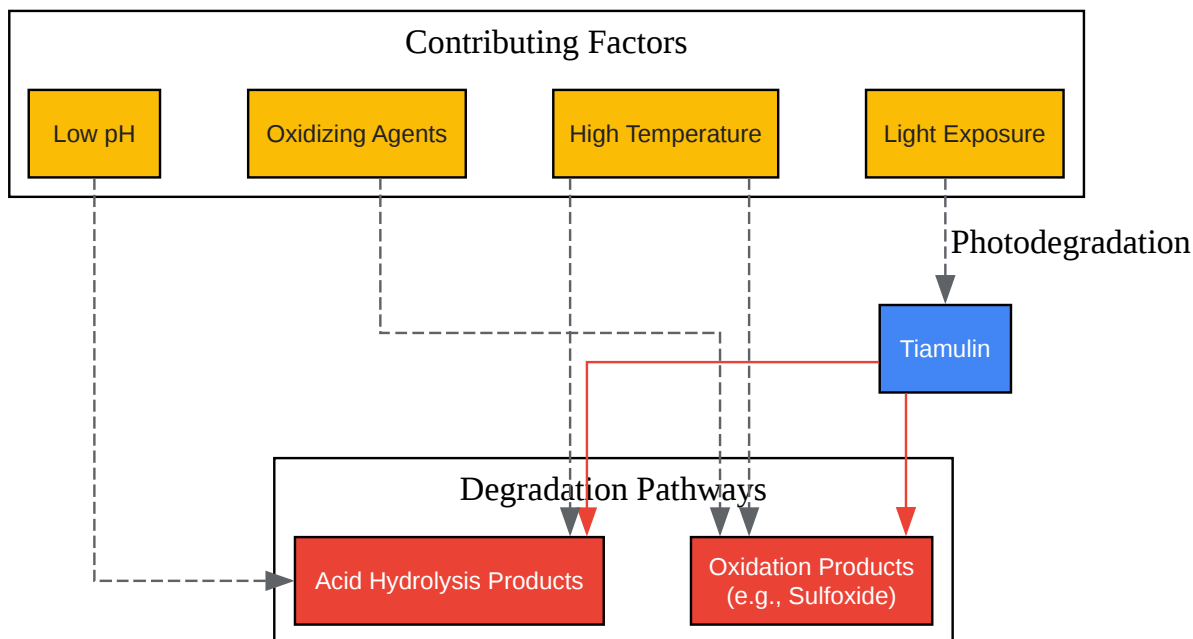 Contributing Factors
Low pH
Oxidizing Agents
High Temperature
Light Exposure
Photodegradation
Tiamulin
Degradation Pathways
Acid Hydrolysis Products
Oxidation Products
(e.g., Sulfoxide)